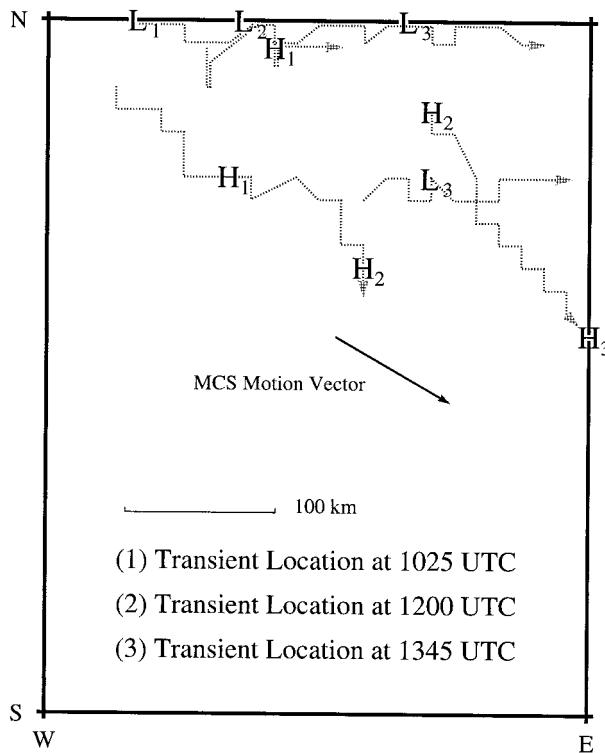 N
L1 L2 L3
H1
H2
H1 L3
H2
H3
MCS Motion Vector
100 km
(1) Transient Location at 1025 UTC
(2) Transient Location at 1200 UTC
(3) Transient Location at 1345 UTC
S
W E